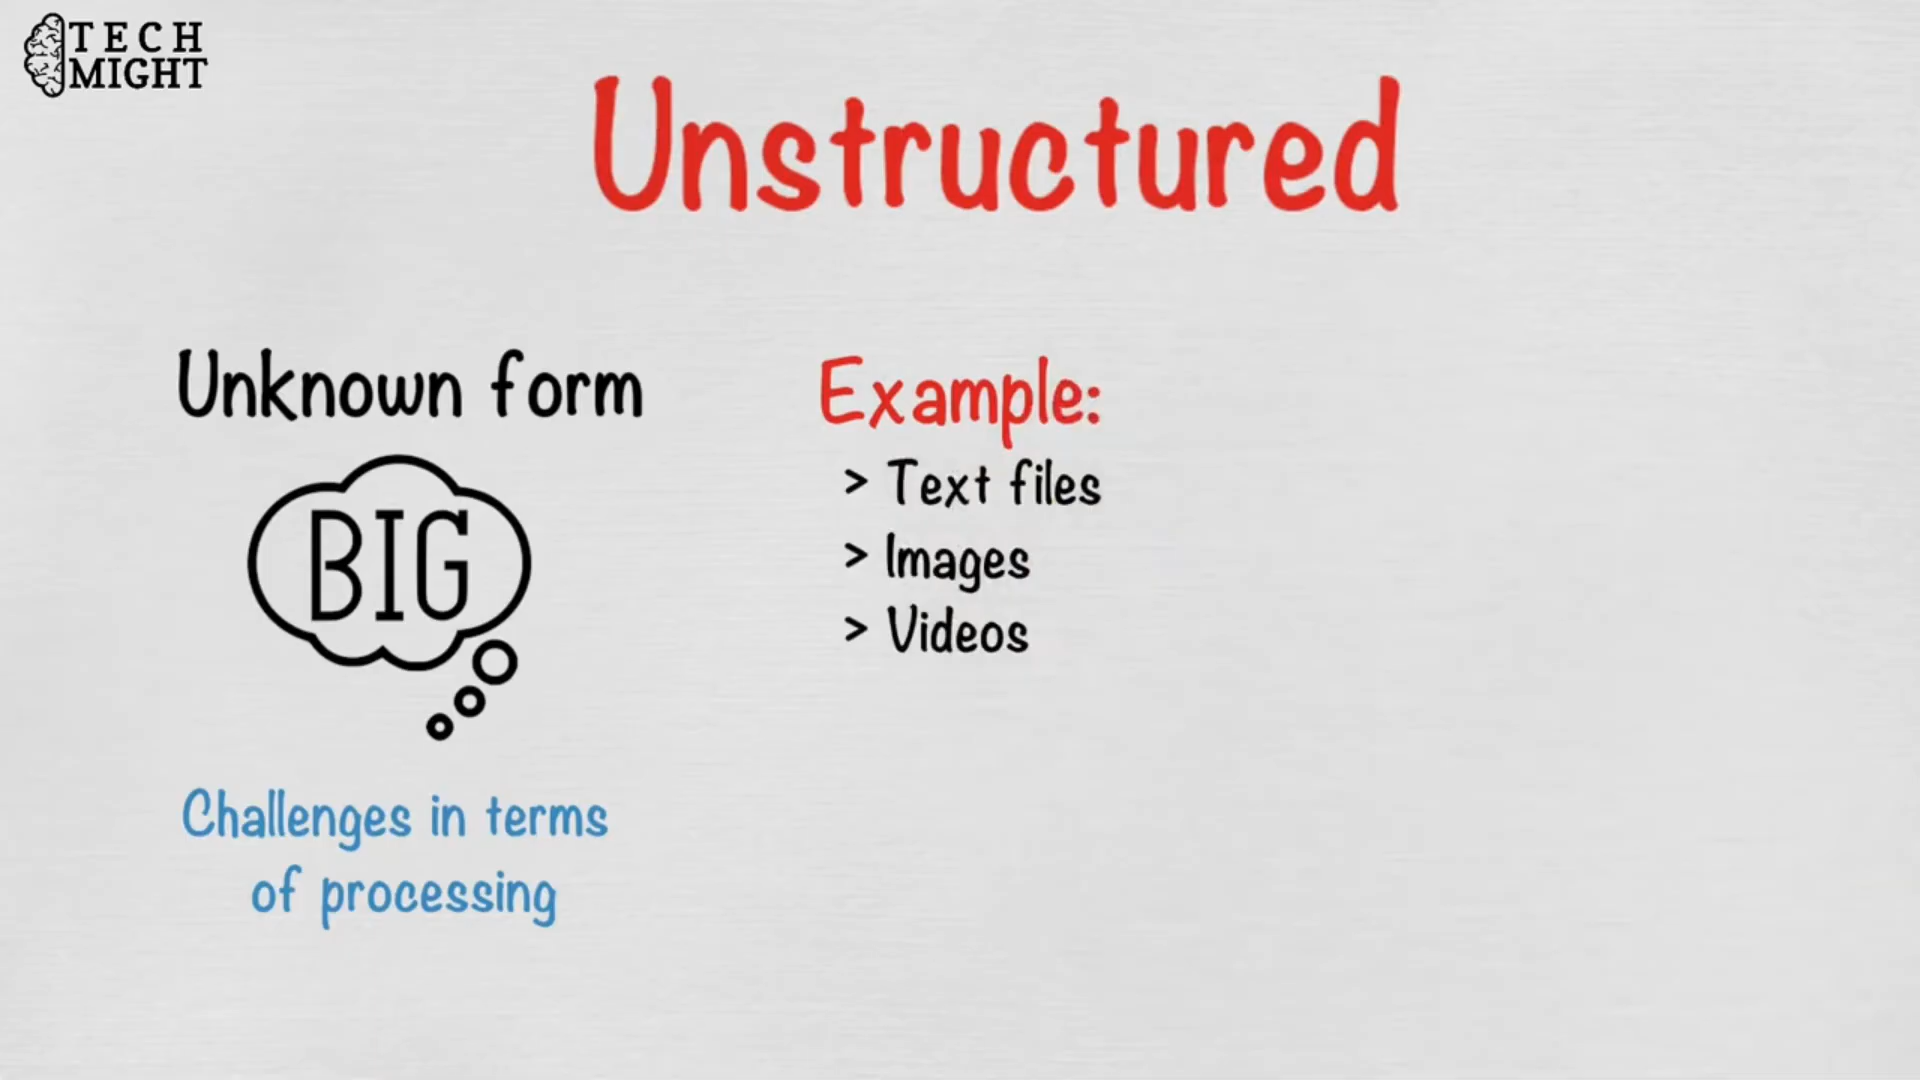 TECH
MIGHT
Unstructured
Unknown form
BIG
Challenges in terms
of processing
Example:
> Text files
> Images
> Videos